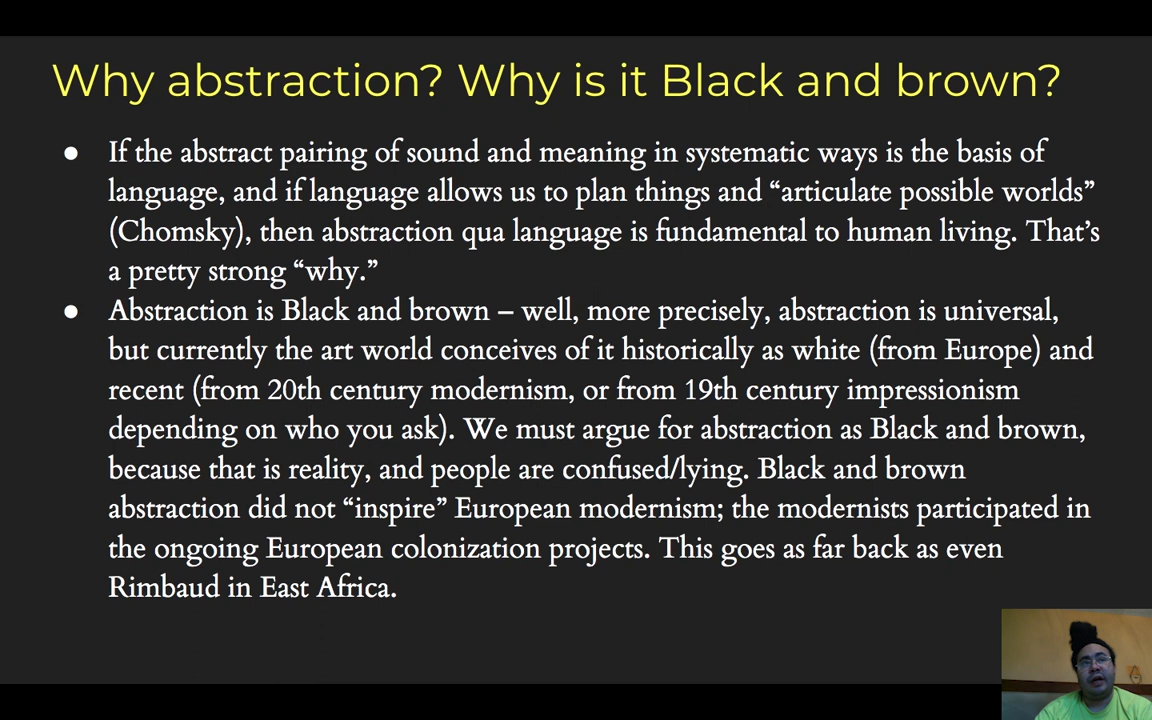 Why abstraction? Why is it Black and brown?
● If the abstract pairing of sound and meaning in systematic ways is the basis of
language, and if language allows us to plan things and “articulate possible worlds”
(Chomsky), then abstraction qua language is fundamental to human living. That’s
a pretty strong “why.”
● Abstraction is Black and brown – well, more precisely, abstraction is universal,
but currently the art world conceives of it historically as white (from Europe) and
recent (from 20th century modernism, or from 19th century impressionism
depending on who you ask). We must argue for abstraction as Black and brown,
because that is reality, and people are confused/lying. Black and brown
abstraction did not “inspire” European modernism; the modernists participated in
the ongoing European colonization projects. This goes as far back as even
Rimbaud in East Africa.